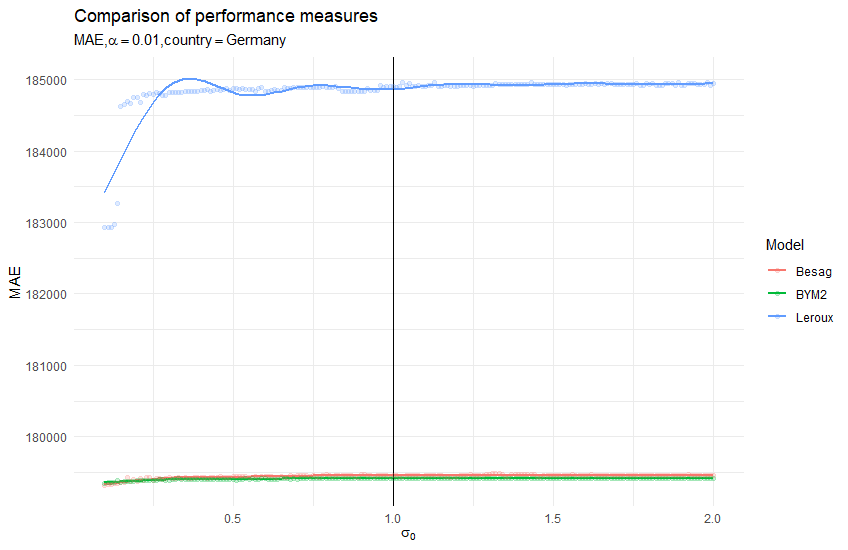 Comparison of performance measures
MAE,α = 0.01,country = Germany
185000
184000
183000
182000
181000
180000
MAE
0.5
1.0
1.5
2.0
σ₀
Model
Besag
BYM2
Leroux